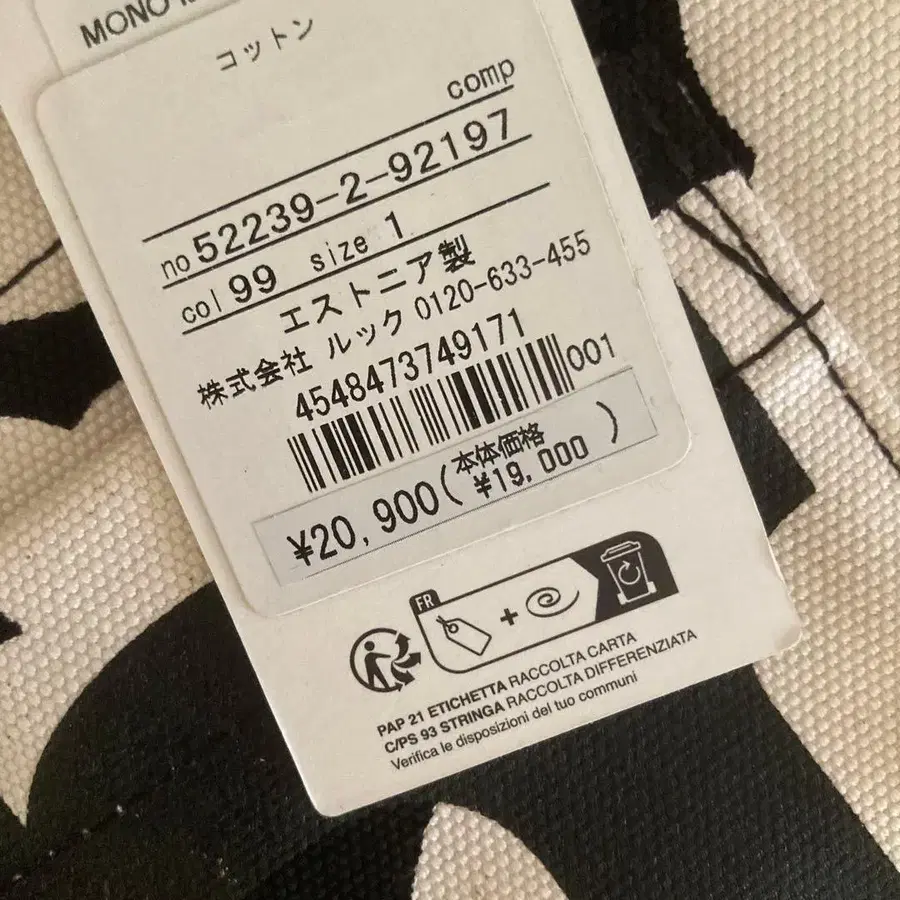 MONO
コットン
comp
no 52239-2-92197
col 99 size 1
エストニア製
株式会社 ルック 0120-633-455
4548473749171
001
¥20,900(本体価格 ¥19,000)
FR
+
PAP 21 ETICHETTA RACCOLTA CARTA
C/PS 93 STRINGA RACCOLTA DIFFERENZIATA
Verifica le disposizioni del tuo communi